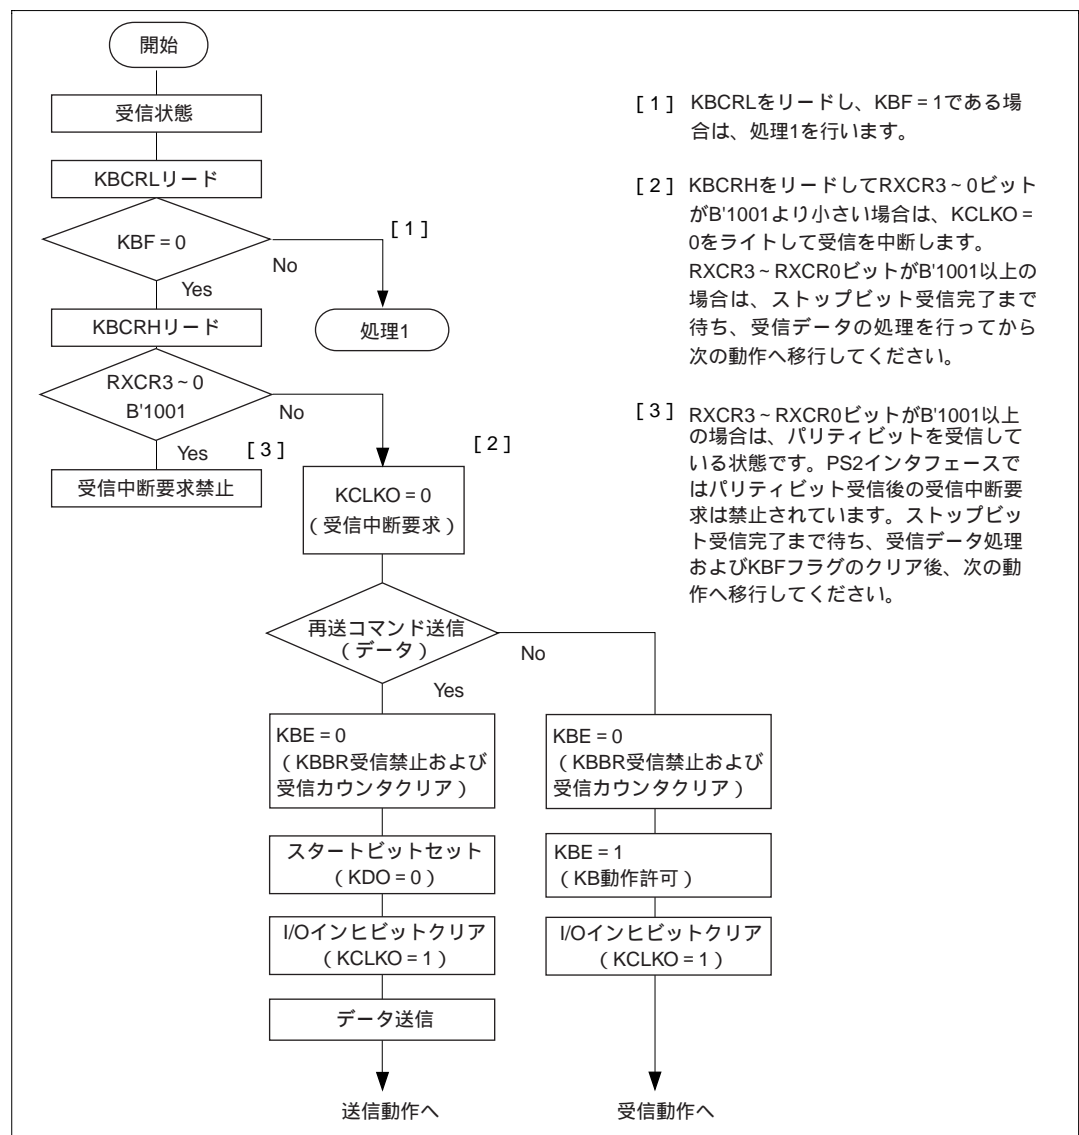 開始
受信状態
KBCRLリード
KBF = 0
[ 1 ]
No
Yes
KBCRHリード
処理1
RXCR3 ~ 0
B'1001
No
Yes
[ 3 ]
[ 2 ]
受信中断要求禁止
KCLKO = 0
( 受信中断要求 )
再送コマンド送信
( データ )
No
Yes
KBE = 0
( KBBR受信禁止および
受信カウンタクリア )
KBE = 0
( KBBR受信禁止および
受信カウンタクリア )
スタートビットセット
( KDO = 0 )
KBE = 1
( KB動作許可 )
I/Oインヒビットクリア
( KCLKO = 1 )
I/Oインヒビットクリア
( KCLKO = 1 )
データ送信
送信動作へ
受信動作へ
[ 1 ] KBCRLをリードし、KBF = 1である場
合は、処理1を行います。
[ 2 ] KBCRHをリードしてRXCR3 ~ 0ビット
がB'1001より小さい場合は、KCLKO =
0をライトして受信を中断します。
RXCR3 ~ RXCR0ビットがB'1001以上の
場合は、ストップビット受信完了まで
待ち、受信データの処理を行ってから
次の動作へ移行してください。
[ 3 ] RXCR3 ~ RXCR0ビットがB'1001以上
の場合は、パリティビットを受信して
いる状態です。PS2インタフェースで
はパリティビット受信後の受信中断要
求は禁止されています。ストップビッ
ト受信完了まで待ち、受信データ処理
およびKBFフラグのクリア後、次の動
作へ移行してください。